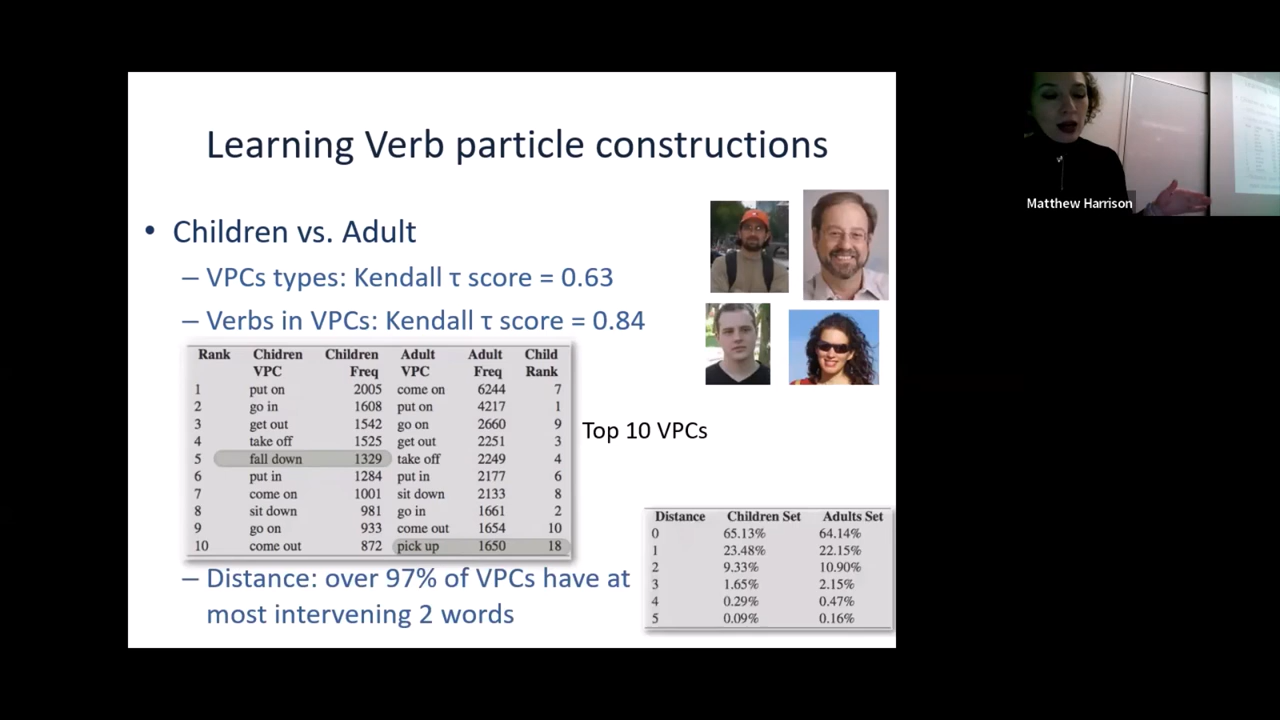 Learning Verb particle constructions
• Children vs. Adult
– VPCs types: Kendall τ score = 0.63
– Verbs in VPCs: Kendall τ score = 0.84
Rank Chidren VPC Children Freq Adult VPC Adult Freq Child Rank
1 put on 2005 come on 6244 7
2 go in 1608 put on 4217 1
3 get out 1542 go on 2660 9
4 take off 1525 get out 2251 3
5 fall down 1329 take off 2249 4
6 put in 1284 put in 2177 6
7 come on 1001 sit down 2133 8
8 sit down 981 go in 1661 2
9 go on 933 come out 1654 10
10 come out 872 pick up 1650 18
Top 10 VPCs
– Distance: over 97% of VPCs have at
most intervening 2 words
Distance Children Set Adults Set
0 65.13% 64.14%
1 23.48% 22.15%
2 9.33% 10.90%
3 1.65% 2.15%
4 0.29% 0.47%
5 0.09% 0.16%
Matthew Harrison